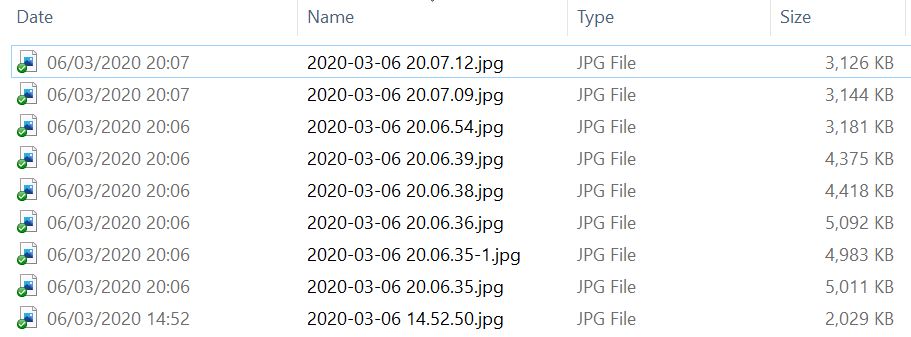 Date Name Type Size
06/03/2020 20:07 2020-03-06 20.07.12.jpg JPG File 3,126 KB
06/03/2020 20:07 2020-03-06 20.07.09.jpg JPG File 3,144 KB
06/03/2020 20:06 2020-03-06 20.06.54.jpg JPG File 3,181 KB
06/03/2020 20:06 2020-03-06 20.06.39.jpg JPG File 4,375 KB
06/03/2020 20:06 2020-03-06 20.06.38.jpg JPG File 4,418 KB
06/03/2020 20:06 2020-03-06 20.06.36.jpg JPG File 5,092 KB
06/03/2020 20:06 2020-03-06 20.06.35-1.jpg JPG File 4,983 KB
06/03/2020 20:06 2020-03-06 20.06.35.jpg JPG File 5,011 KB
06/03/2020 14:52 2020-03-06 14.52.50.jpg JPG File 2,029 KB